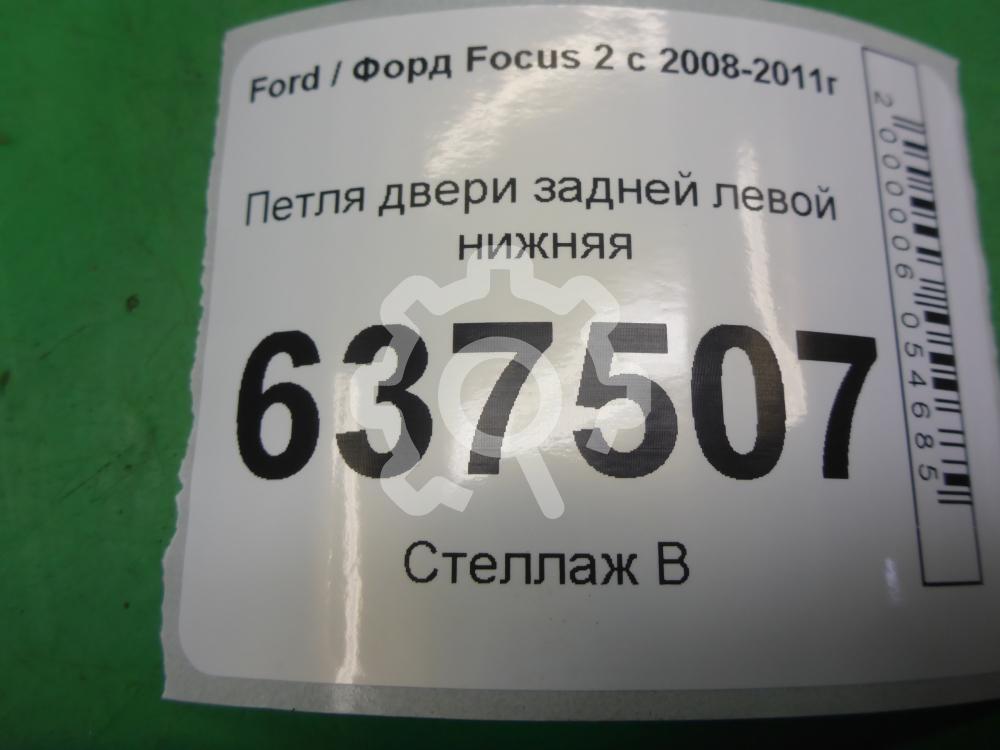 Ford / Форд Focus 2 с 2008-2011г
Петля двери задней левой
нижняя
637507
Стеллаж В
2000006054685